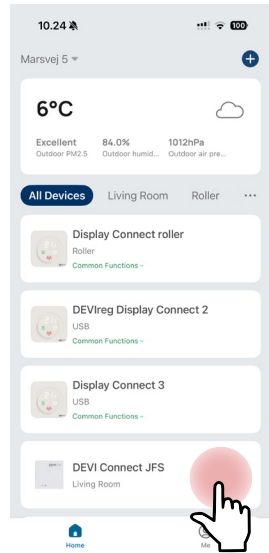 10.24
100
Marsvej 5
6°C
Excellent 84.0% 1012hPa
Outdoor PM2.5 Outdoor humid... Outdoor air pre...
All Devices Living Room Roller ...
Display Connect roller
Roller
Common Functions
DEVIreg Display Connect 2
USB
Common Functions
Display Connect 3
USB
Common Functions
DEVI Connect JFS
Living Room
Home Me